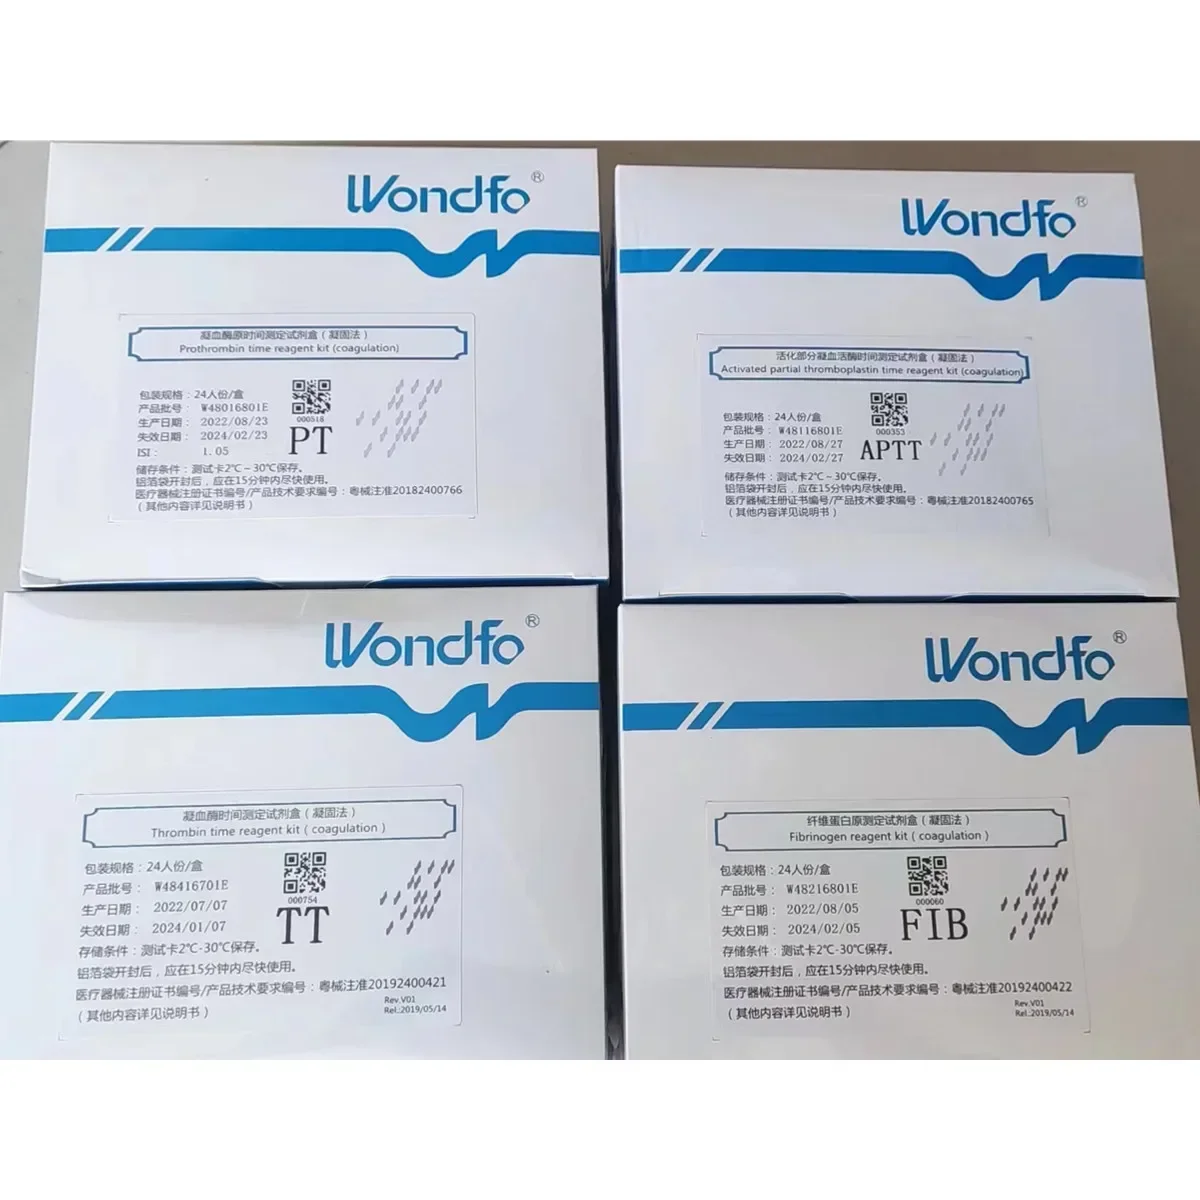 Wondfo®
凝血酶原时间测定试剂盒（凝固法）
Prothrombin time reagent kit (coagulation)
包装规格：24人份/盒
产品批号： W48016801E
生产日期： 2022/08/23
失效日期： 2024/02/23
ISI： 1.05
000518
PT
储存条件：测试卡2℃－30℃保存。
铝箔袋开封后，应在15分钟内尽快使用。
医疗器械注册证书编号/产品技术要求编号：粤械注准20182400766
（其他内容详见说明书）
Wondfo®
活化部分凝血活酶时间测定试剂盒（凝固法）
Activated partial thromboplastin time reagent kit (coagulation)
包装规格：24人份/盒
产品批号： W48116801E
生产日期： 2022/08/27
失效日期： 2024/02/27
000353
APTT
储存条件：测试卡2℃－30℃保存。
铝箔袋开封后，应在15分钟内尽快使用。
医疗器械注册证书编号/产品技术要求编号：粤械注准20182400765
（其他内容详见说明书）
Wondfo®
凝血酶时间测定试剂盒（凝固法）
Thrombin time reagent kit ( coagulation )
包装规格：24人份/盒
产品批号： W48416701E
生产日期： 2022/07/07
失效日期： 2024/01/07
000754
TT
存储条件：测试卡2℃-30℃保存。
铝箔袋开封后，应在15分钟内尽快使用。
医疗器械注册证书编号/产品技术要求编号：粤械注准20192400421
（其他内容详见说明书）
Rev.V01
Rel.:2019/05/14
Wondfo®
纤维蛋白原测定试剂盒（凝固法）
Fibrinogen reagent kit ( coagulation )
包装规格：24人份/盒
产品批号： W48216801E
生产日期： 2022/08/05
失效日期： 2024/02/05
000060
FIB
存储条件：测试卡2℃-30℃保存。
铝箔袋开封后，应在15分钟内尽快使用。
医疗器械注册证书编号/产品技术要求编号：粤械注准20192400422
（其他内容详见说明书）
Rev.V01
Rel.:2019/05/14